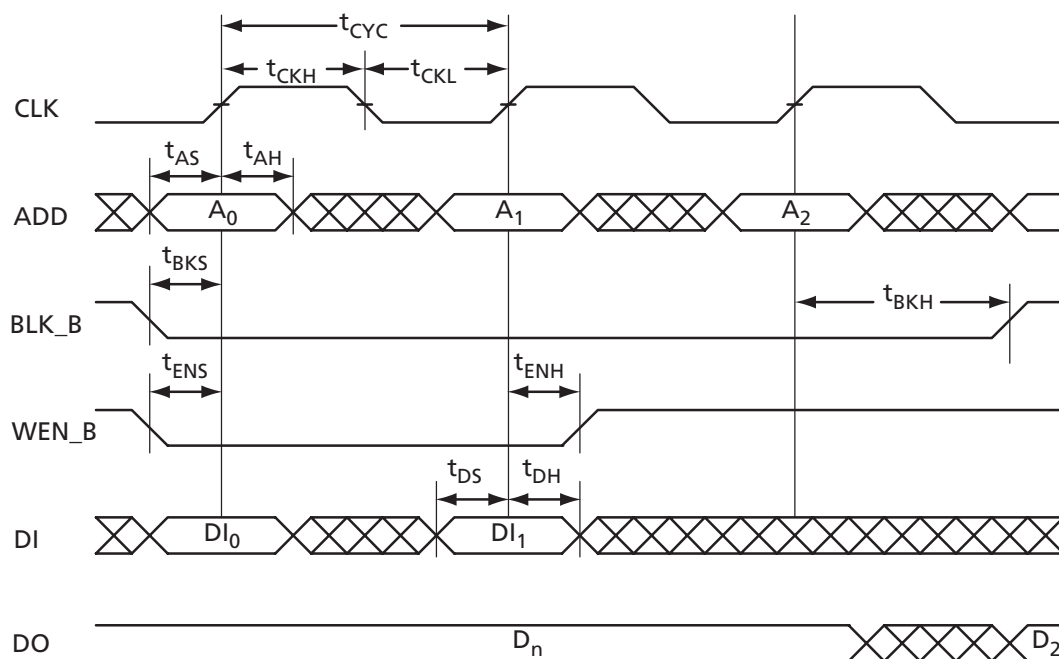 tCYC
tCKH tCKL
CLK
tAS tAH
ADD A0 A1 A2
tBKS
BLK_B tBKH
tENS tENH
WEN_B
tDS tDH
DI DI0 DI1
DO Dn D2